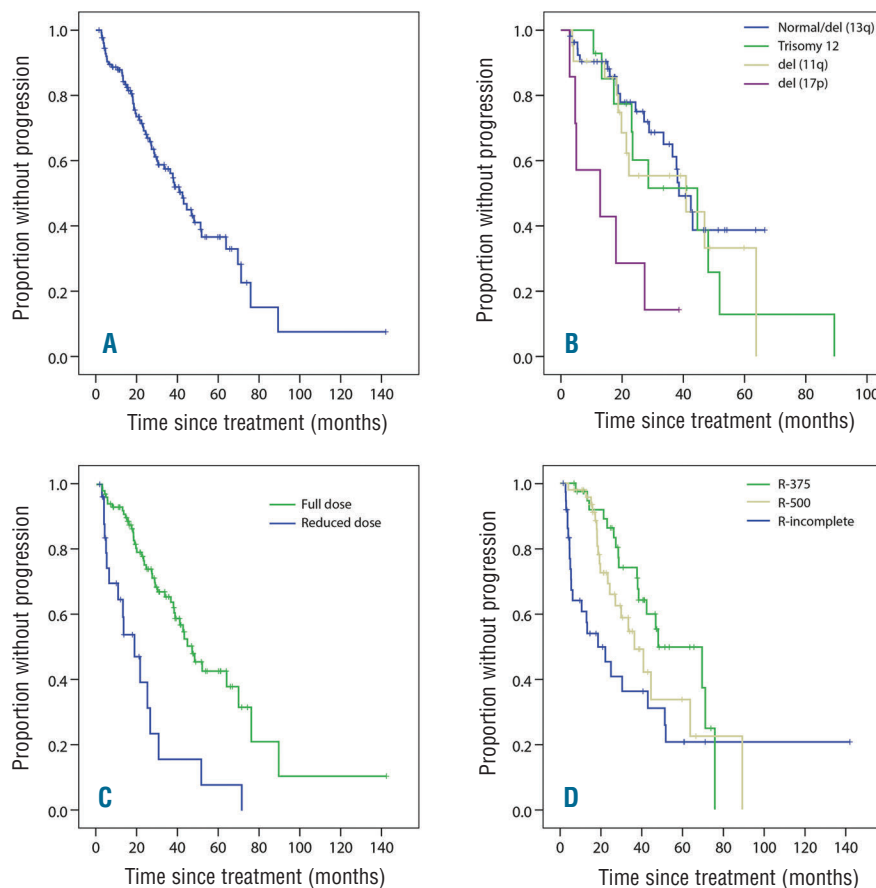 Proportion without progression
1.0
0.8
0.6
0.4
0.2
0.0
A
0 20 40 60 80 100 120 140
Time since treatment (months)
Proportion without progression
1.0
0.8
0.6
0.4
0.2
0.0
Normal/del (13q)
Trisomy 12
del (11q)
del (17p)
B
0 20 40 60 80 100
Time since treatment (months)
Proportion without progression
1.0
0.8
0.6
0.4
0.2
0.0
Full dose
Reduced dose
C
0 20 40 60 80 100 120 140
Time since treatment (months)
Proportion without progression
1.0
0.8
0.6
0.4
0.2
0.0
R-375
R-500
R-incomplete
D
0 20 40 60 80 100 120 140
Time since treatment (months)